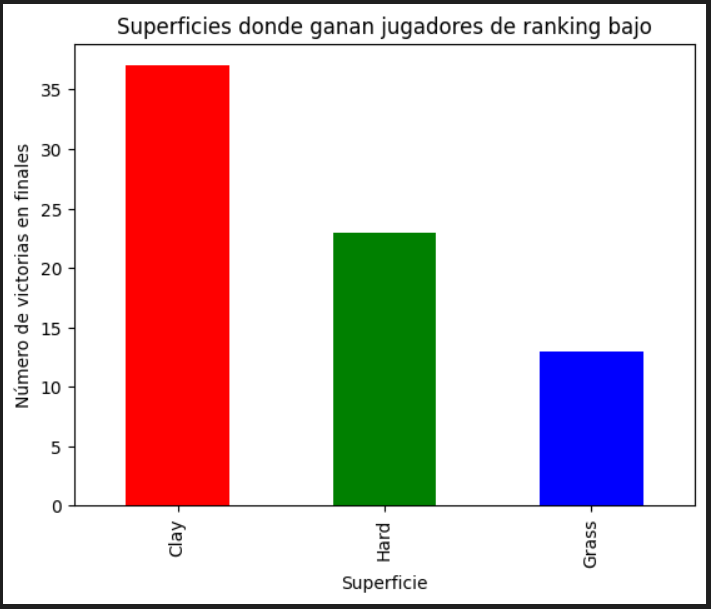 Superficies donde ganan jugadores de ranking bajo
Número de victorias en finales
35
30
25
20
15
10
5
0
Clay
Hard
Grass
Superficie